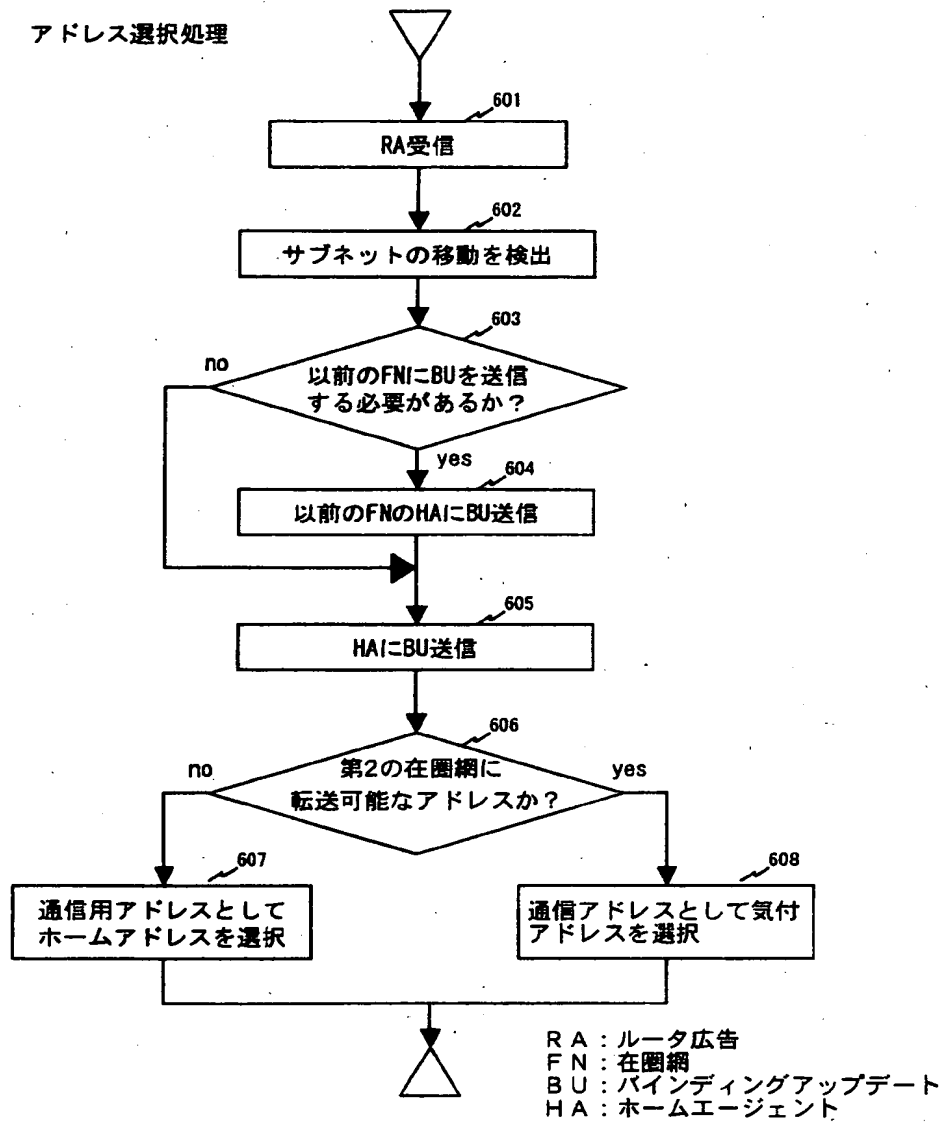 アドレス選択処理
601
RA受信
602
サブネットの移動を検出
603
no
以前のFNにBUを送信
する必要があるか？
yes
604
以前のFNのHAにBU送信
605
HAにBU送信
606
no
第2の在圏網に
転送可能なアドレスか？
yes
607
通信用アドレスとして
ホームアドレスを選択
608
通信アドレスとして気付
アドレスを選択
RA：ルータ広告
FN：在圏網
BU：バインディングアップデート
HA：ホームエージェント